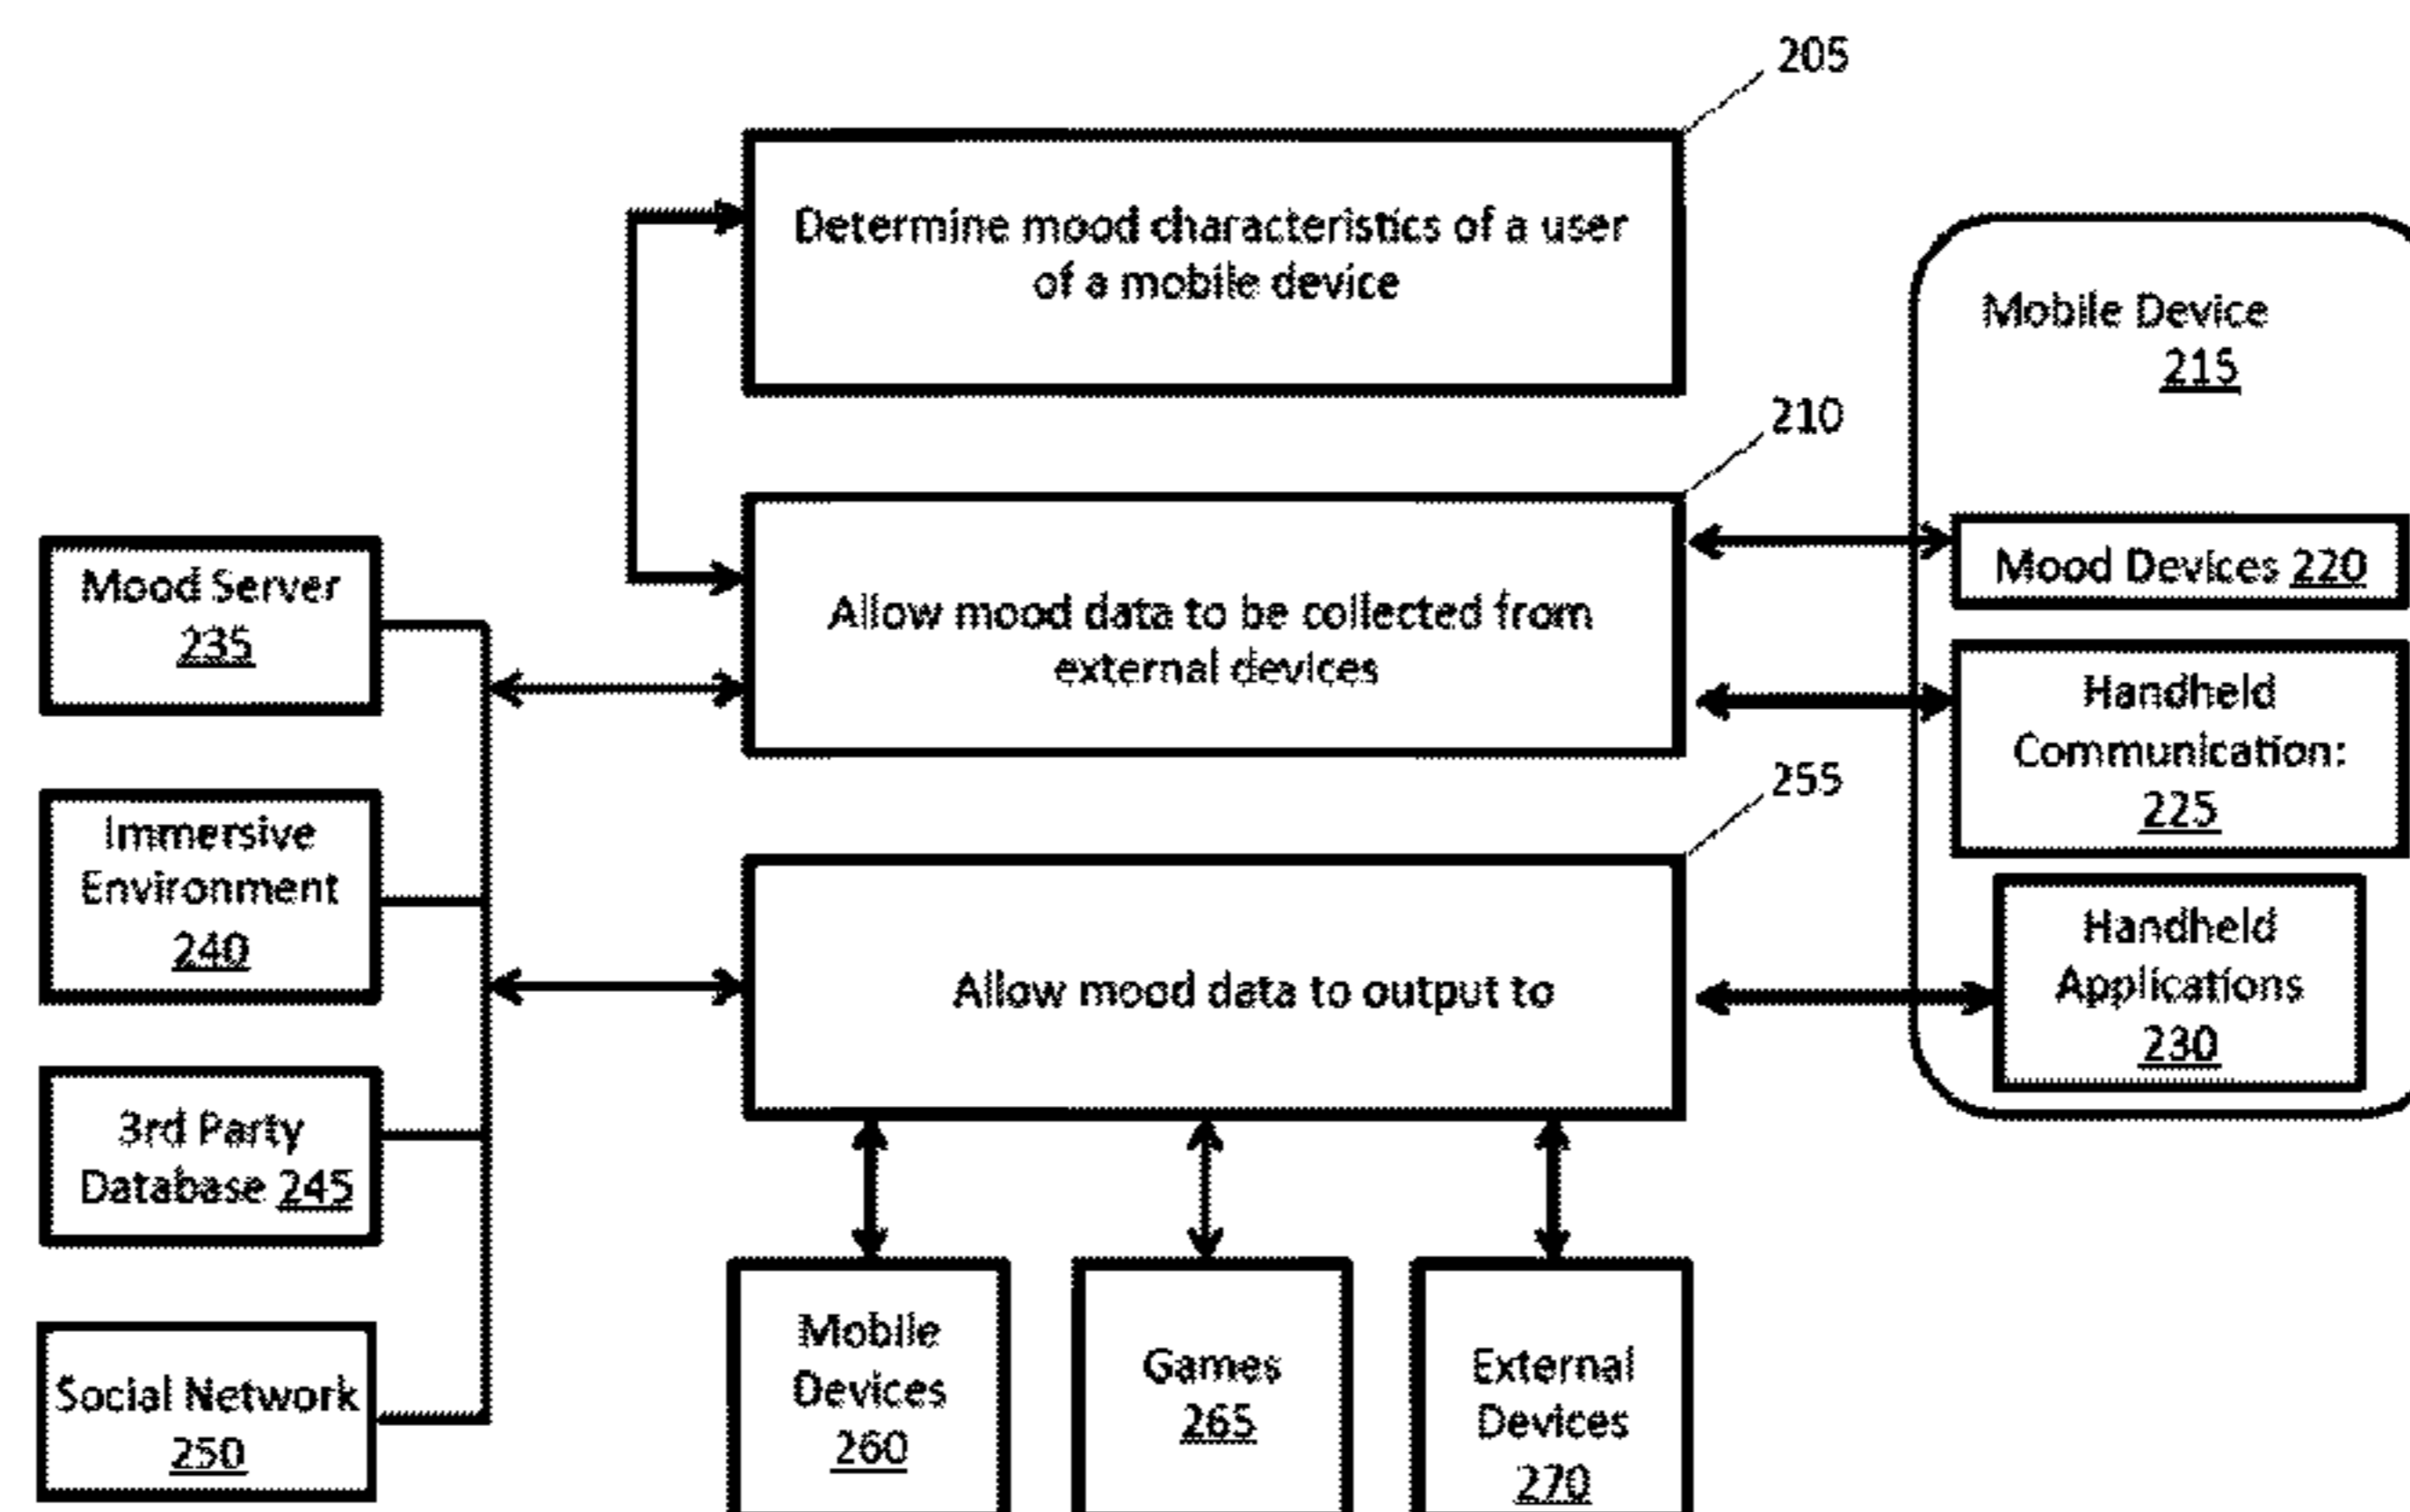 205
Determine mood characteristics of a user
of a mobile device
Mobile Device
215
210
Mood Server
235
Allow mood data to be collected from
external devices
Mood Devices 220
Handheld
Communication:
225
255
Immersive
Environment
240
Allow mood data to output to
Handheld
Applications
230
3rd Party
Database 245
Social Network
250
Mobile
Devices
260
Games
265
External
Devices
270